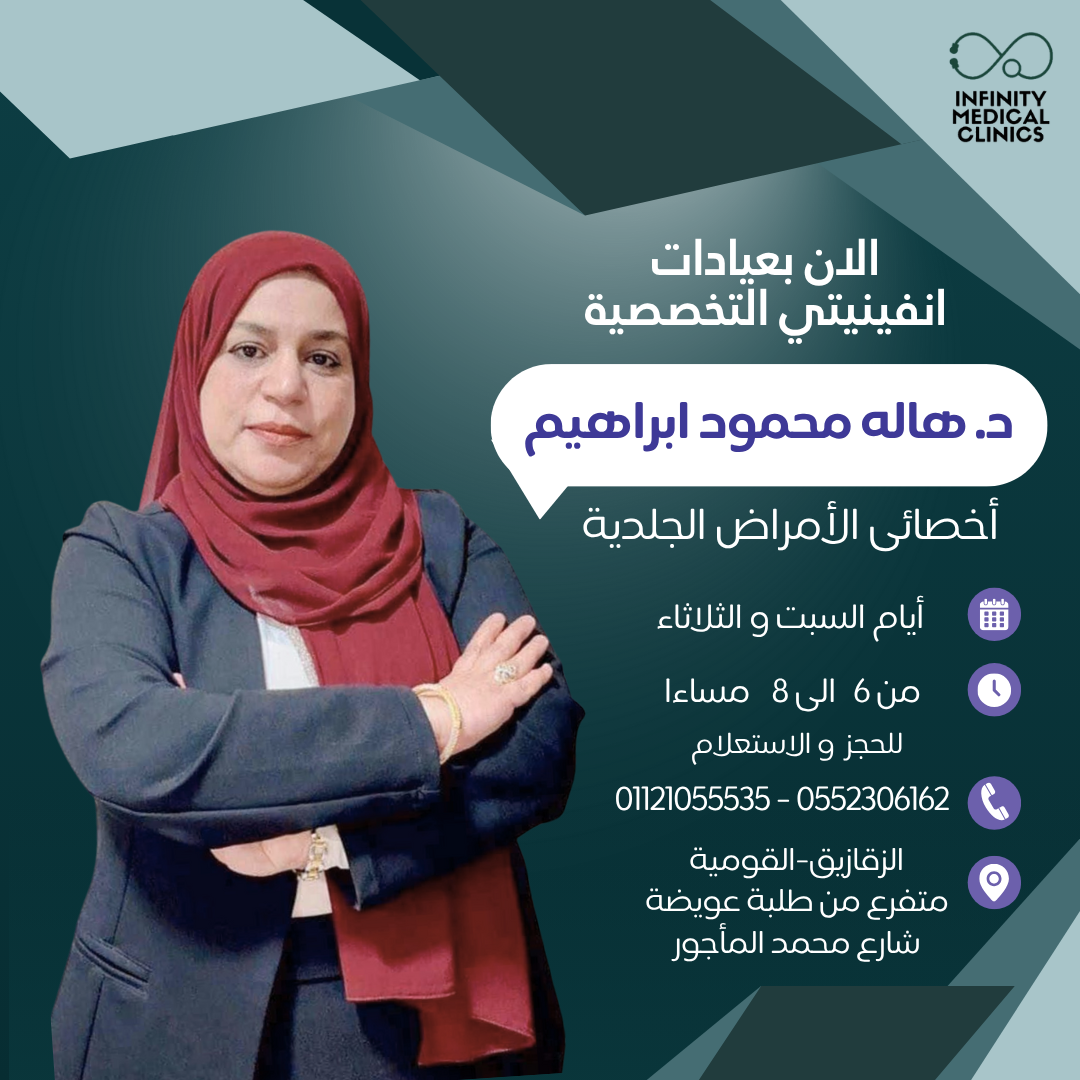 INFINITY
MEDICAL
CLINICS
الان بعيادات
انفينيتي التخصصية
د. هاله محمود ابراهيم
أخصائى الأمراض الجلدية
أيام السبت و الثلاثاء
من 6 الى 8 مساءا
للحجز و الاستعلام
01121055535 - 0552306162
الزقازيق-القومية
متفرع من طلبة عويضة
شارع محمد المأجور